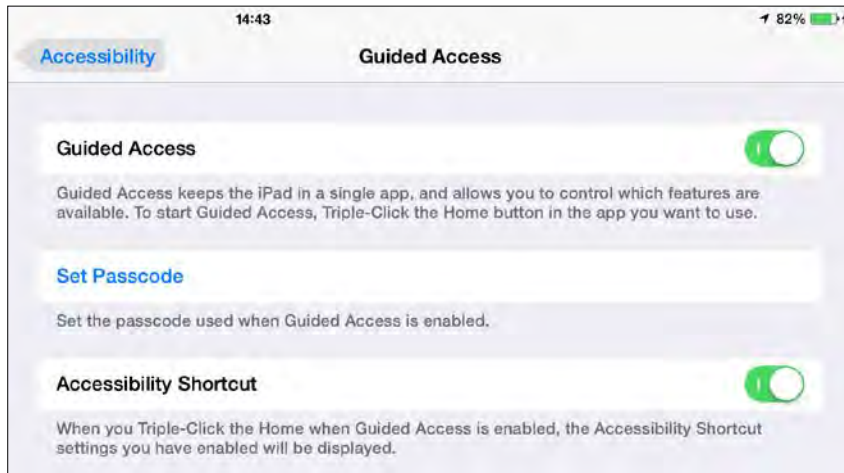 14:43
82%
Accessibility
Guided Access
Guided Access
Guided Access keeps the iPad in a single app, and allows you to control which features are
available. To start Guided Access, Triple-Click the Home button in the app you want to use.
Set Passcode
Set the passcode used when Guided Access is enabled.
Accessibility Shortcut
When you Triple-Click the Home when Guided Access is enabled, the Accessibility Shortcut
settings you have enabled will be displayed.